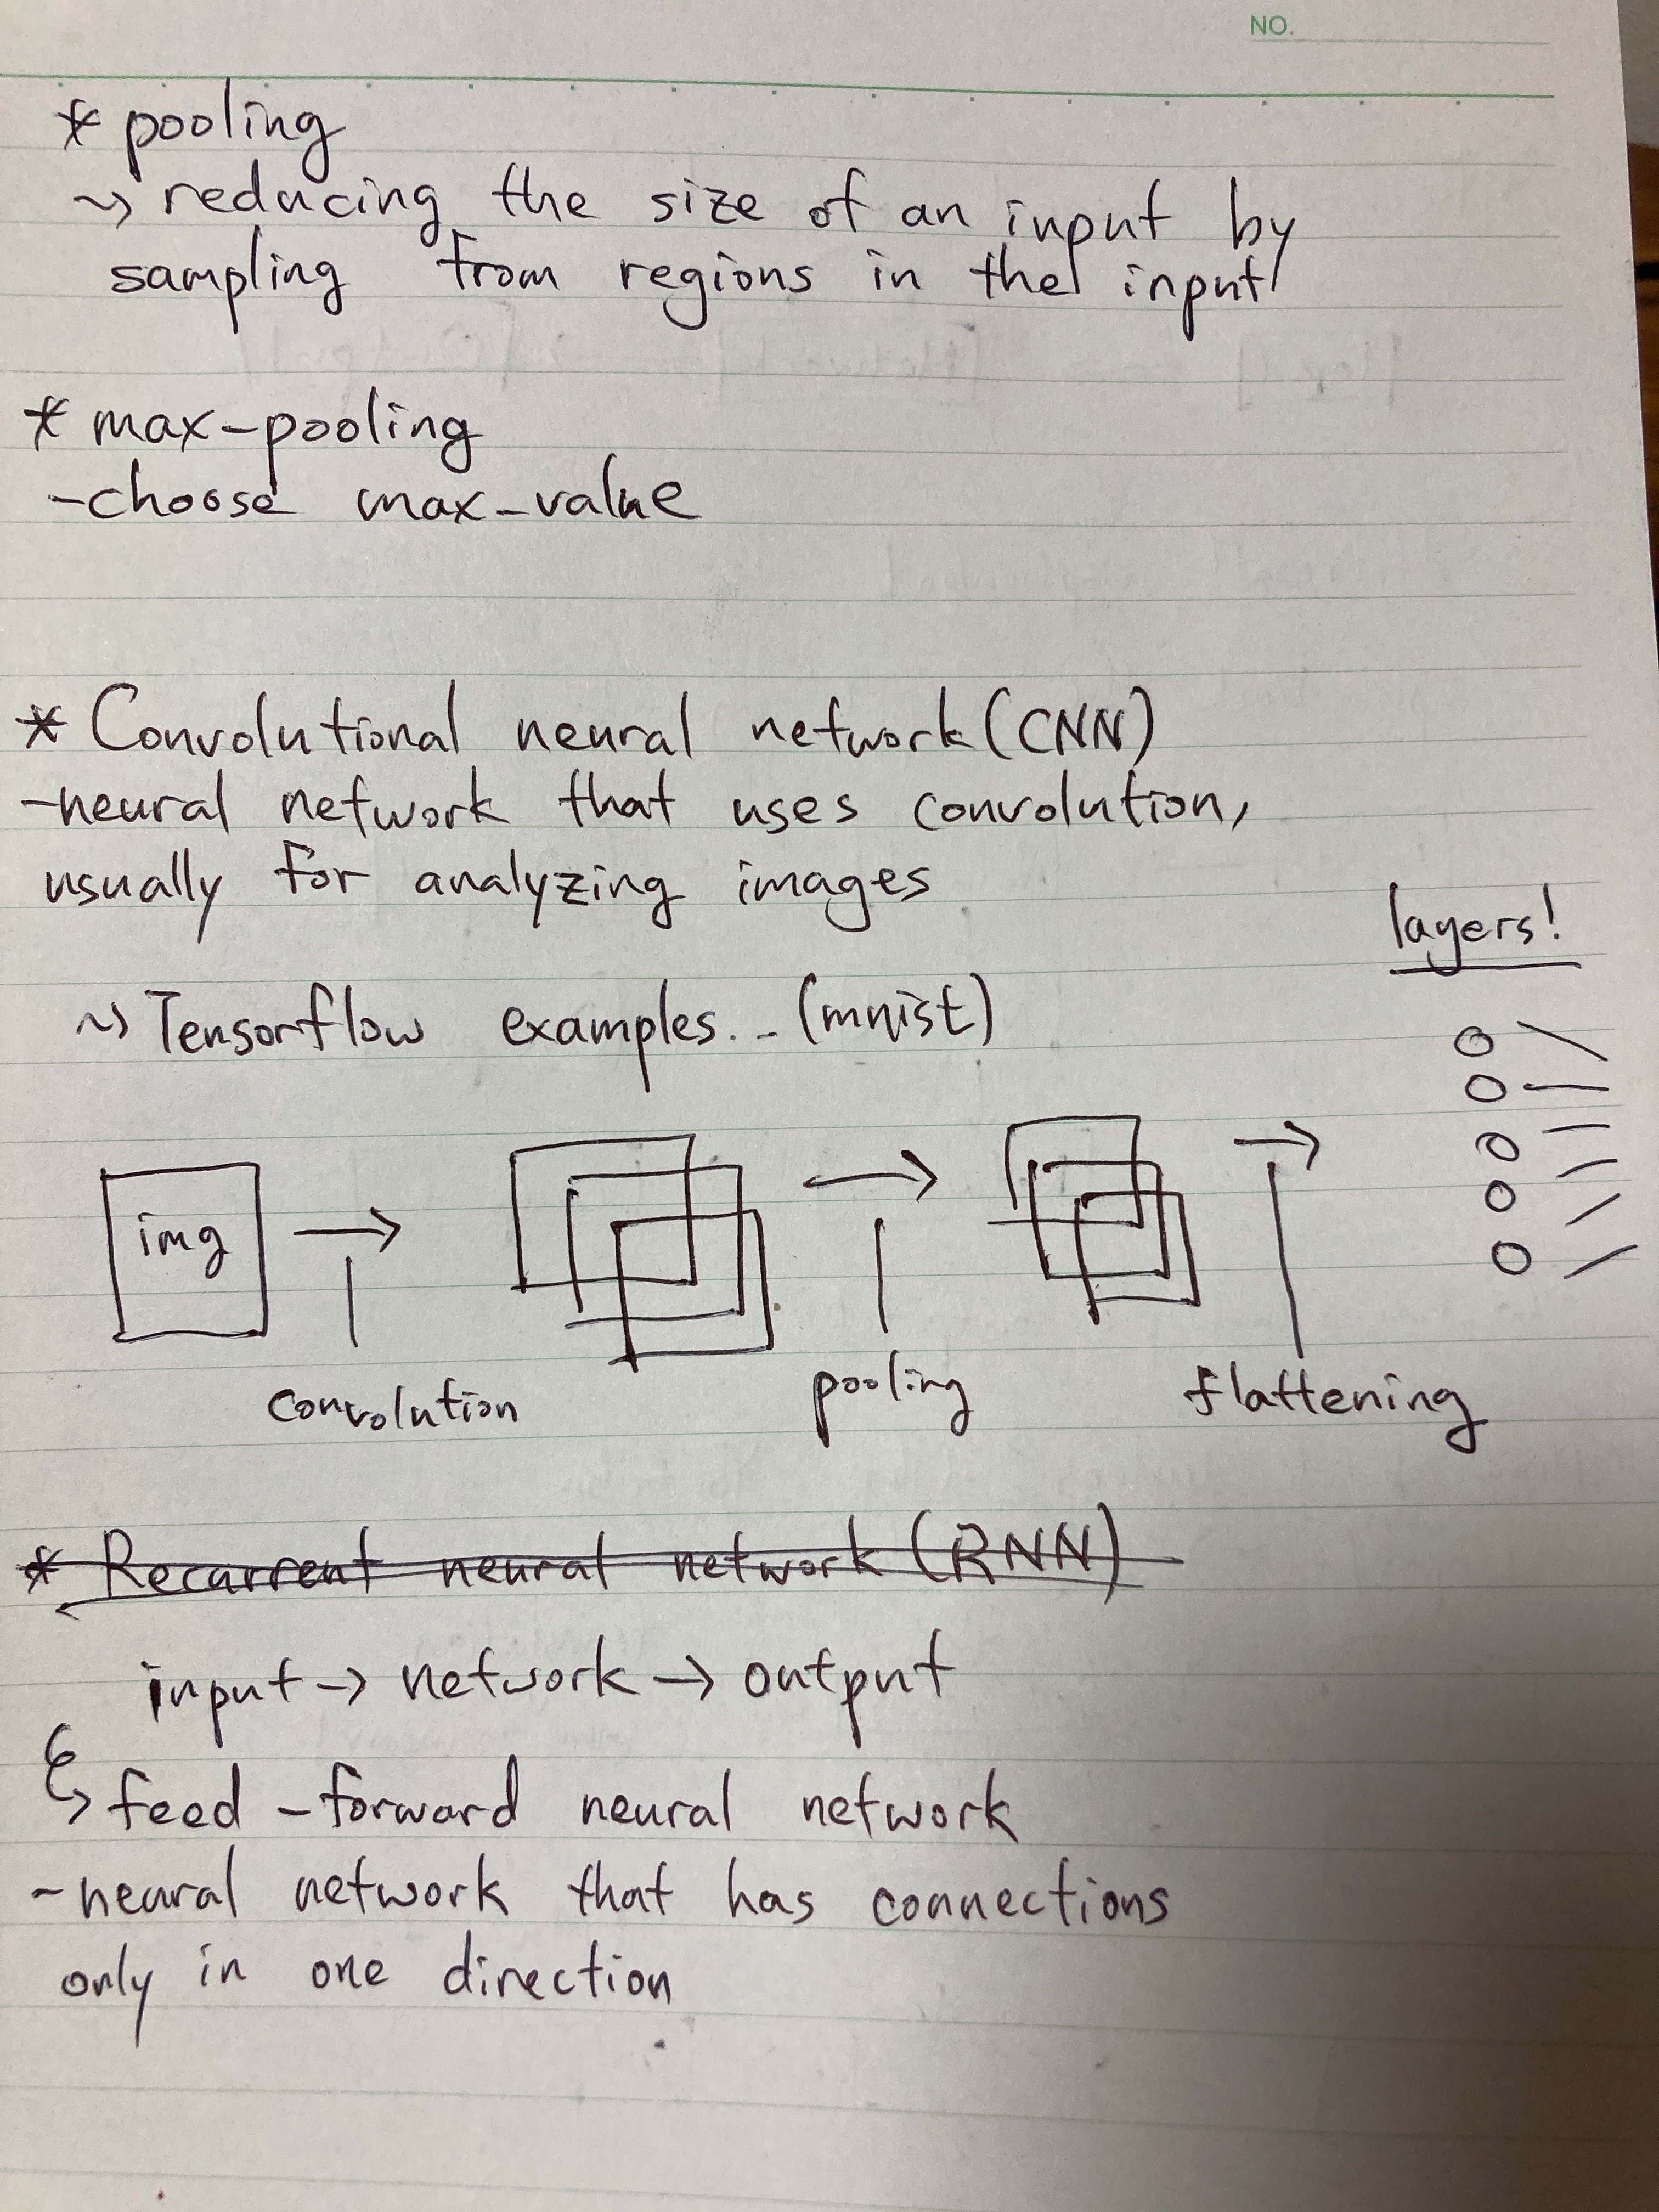 NO.
* pooling
~> reducing the size of an input by
sampling from regions in the input
* max-pooling
-choose max-value
* Convolutional neural network (CNN)
-neural network that uses convolution,
usually for analyzing images
layers!
~> Tensorflow examples... (mnist)
img
convolution
pooling
flattening
* Recurrent neural network (RNN)
input → network → output
↳ feed-forward neural network
-neural network that has connections
only in one direction